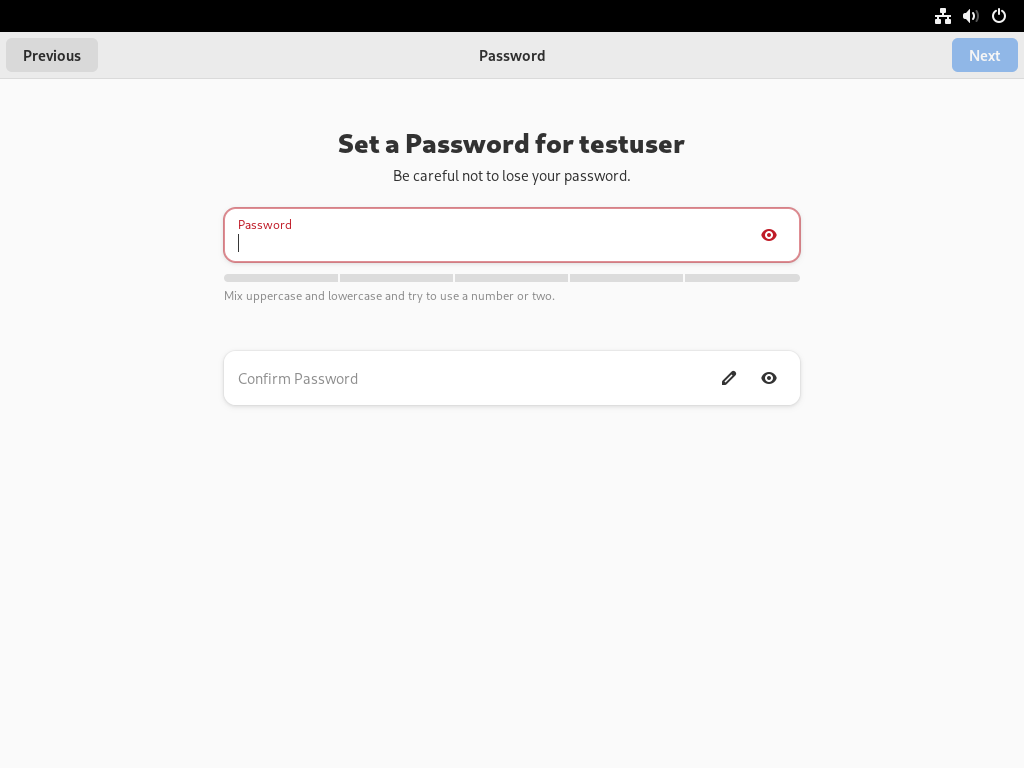 Previous
Password
Next
Set a Password for testuser
Be careful not to lose your password.
Password
Mix uppercase and lowercase and try to use a number or two.
Confirm Password